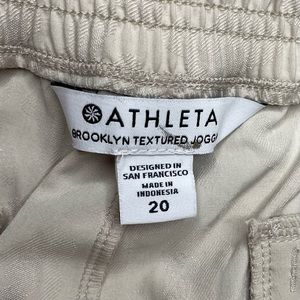 ATHLETA
BROOKLYN TEXTURED JOGG
DESIGNED IN
SAN FRANCISCO
MADE IN
INDONESIA
20